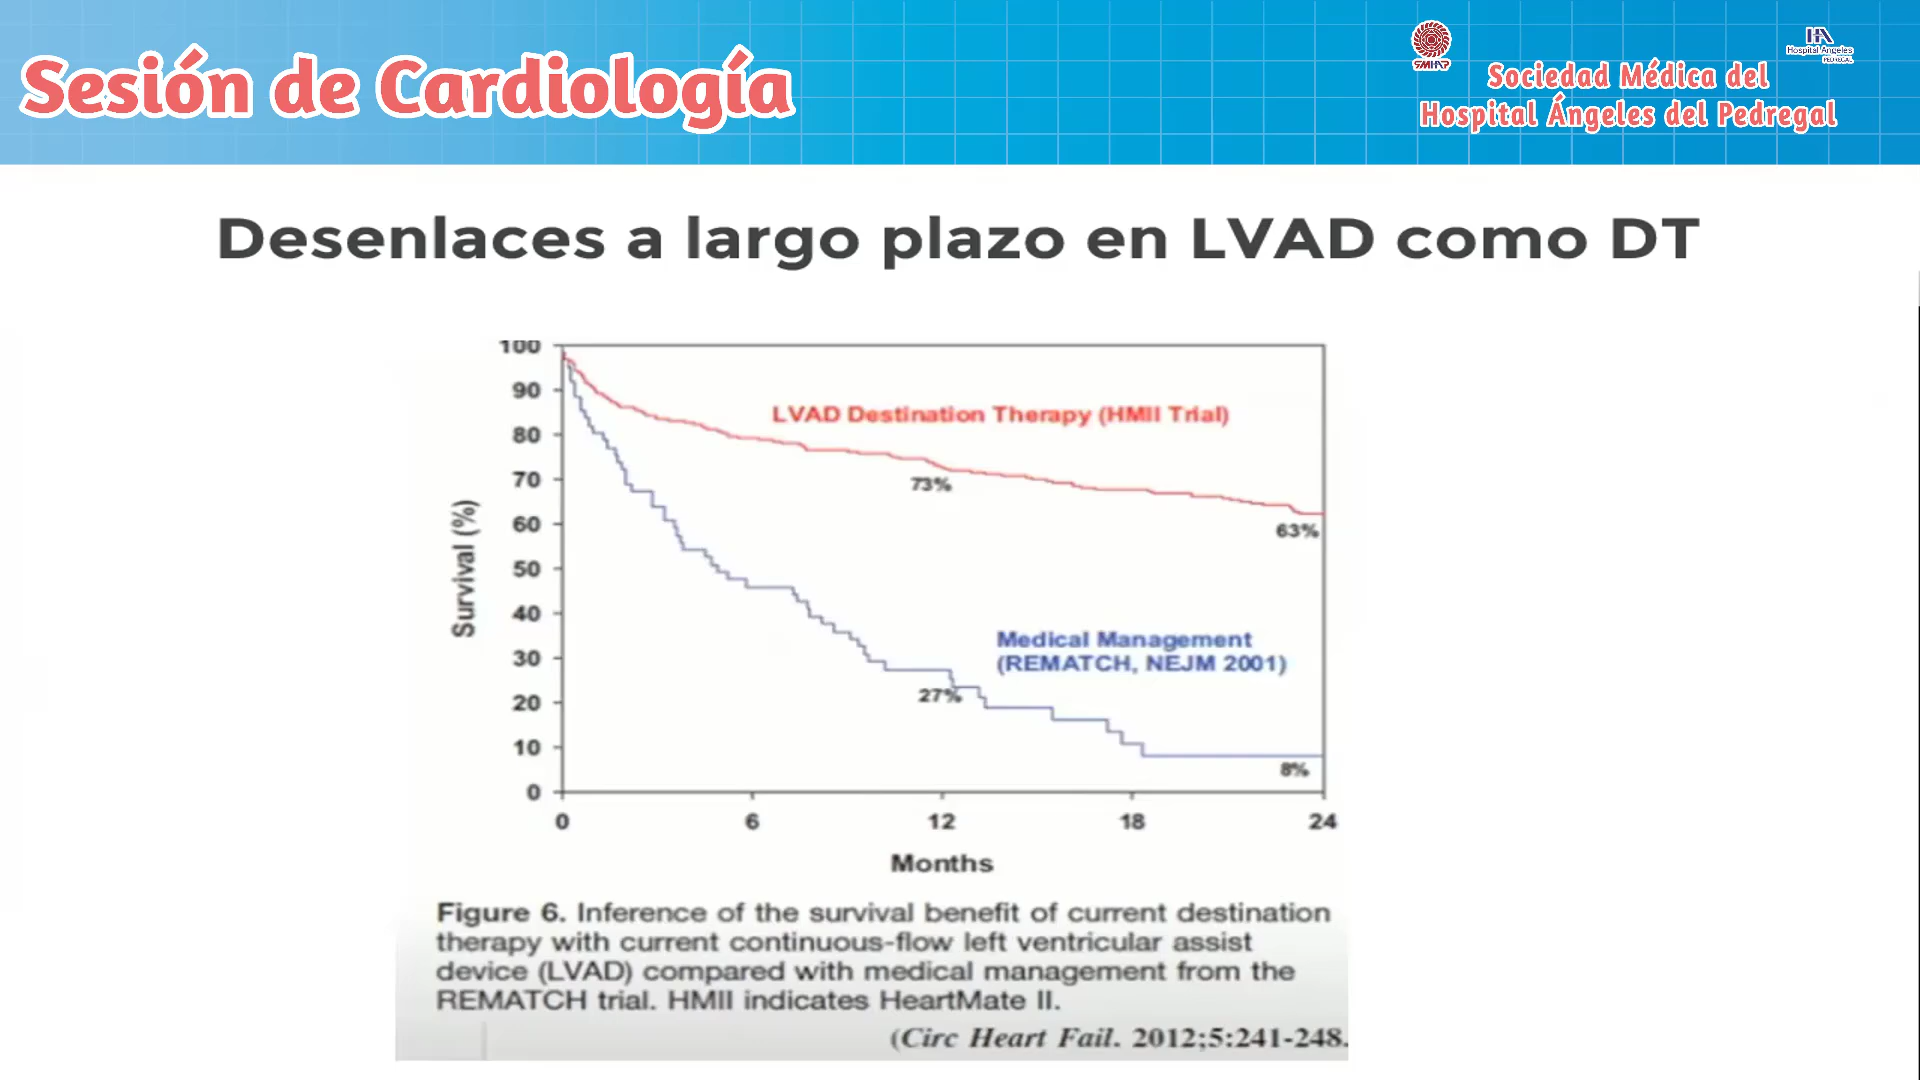 Sesión de Cardiología
SMHAP
Hospital Angeles
PEDREGAL
Sociedad Médica del
Hospital Ángeles del Pedregal
Desenlaces a largo plazo en LVAD como DT
100
90
80
70
60
50
40
30
20
10
0
Survival (%)
LVAD Destination Therapy (HMII Trial)
73%
63%
Medical Management
(REMATCH, NEJM 2001)
27%
8%
0 6 12 18 24
Months
Figure 6. Inference of the survival benefit of current destination
therapy with current continuous-flow left ventricular assist
device (LVAD) compared with medical management from the
REMATCH trial. HMII indicates HeartMate II.
(Circ Heart Fail. 2012;5:241-248.